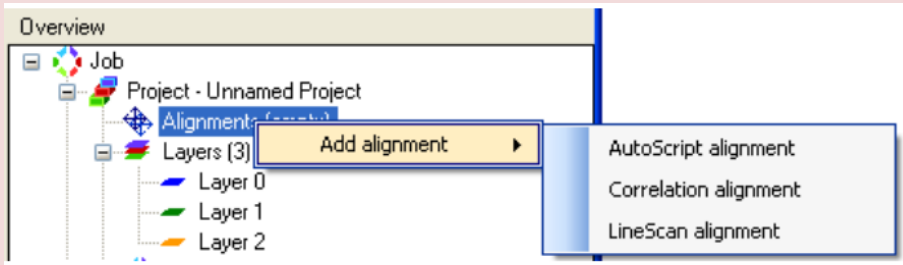 Overview
Job
Project - Unnamed Project
Alignments (empty)
Add alignment
AutoScript alignment
Layers (3)
Correlation alignment
Layer 0
LineScan alignment
Layer 1
Layer 2